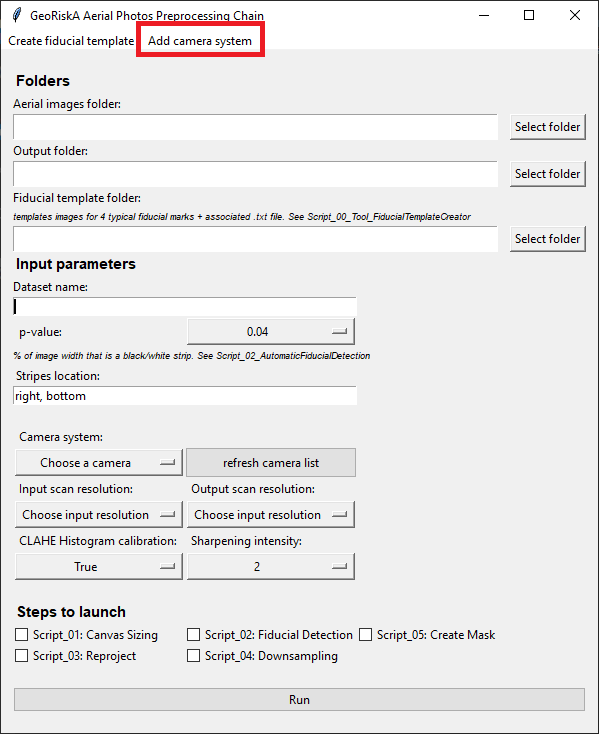 GeoRiskA Aerial Photos Preprocessing Chain
Create fiducial template Add camera system
Folders
Aerial images folder:
Select folder
Output folder:
Select folder
Fiducial template folder:
templates images for 4 typical fiducial marks + associated .txt file. See Script_00_Tool_FiducialTemplateCreator
Select folder
Input parameters
Dataset name:
p-value: 0.04
% of image width that is a black/white strip. See Script_02_AutomaticFiducialDetection
Stripes location:
right, bottom
Camera system:
Choose a camera refresh camera list
Input scan resolution: Output scan resolution:
Choose input resolution Choose input resolution
CLAHE Histogram calibration: Sharpening intensity:
True 2
Steps to launch
Script_01: Canvas Sizing Script_02: Fiducial Detection Script_05: Create Mask
Script_03: Reproject Script_04: Downsampling
Run